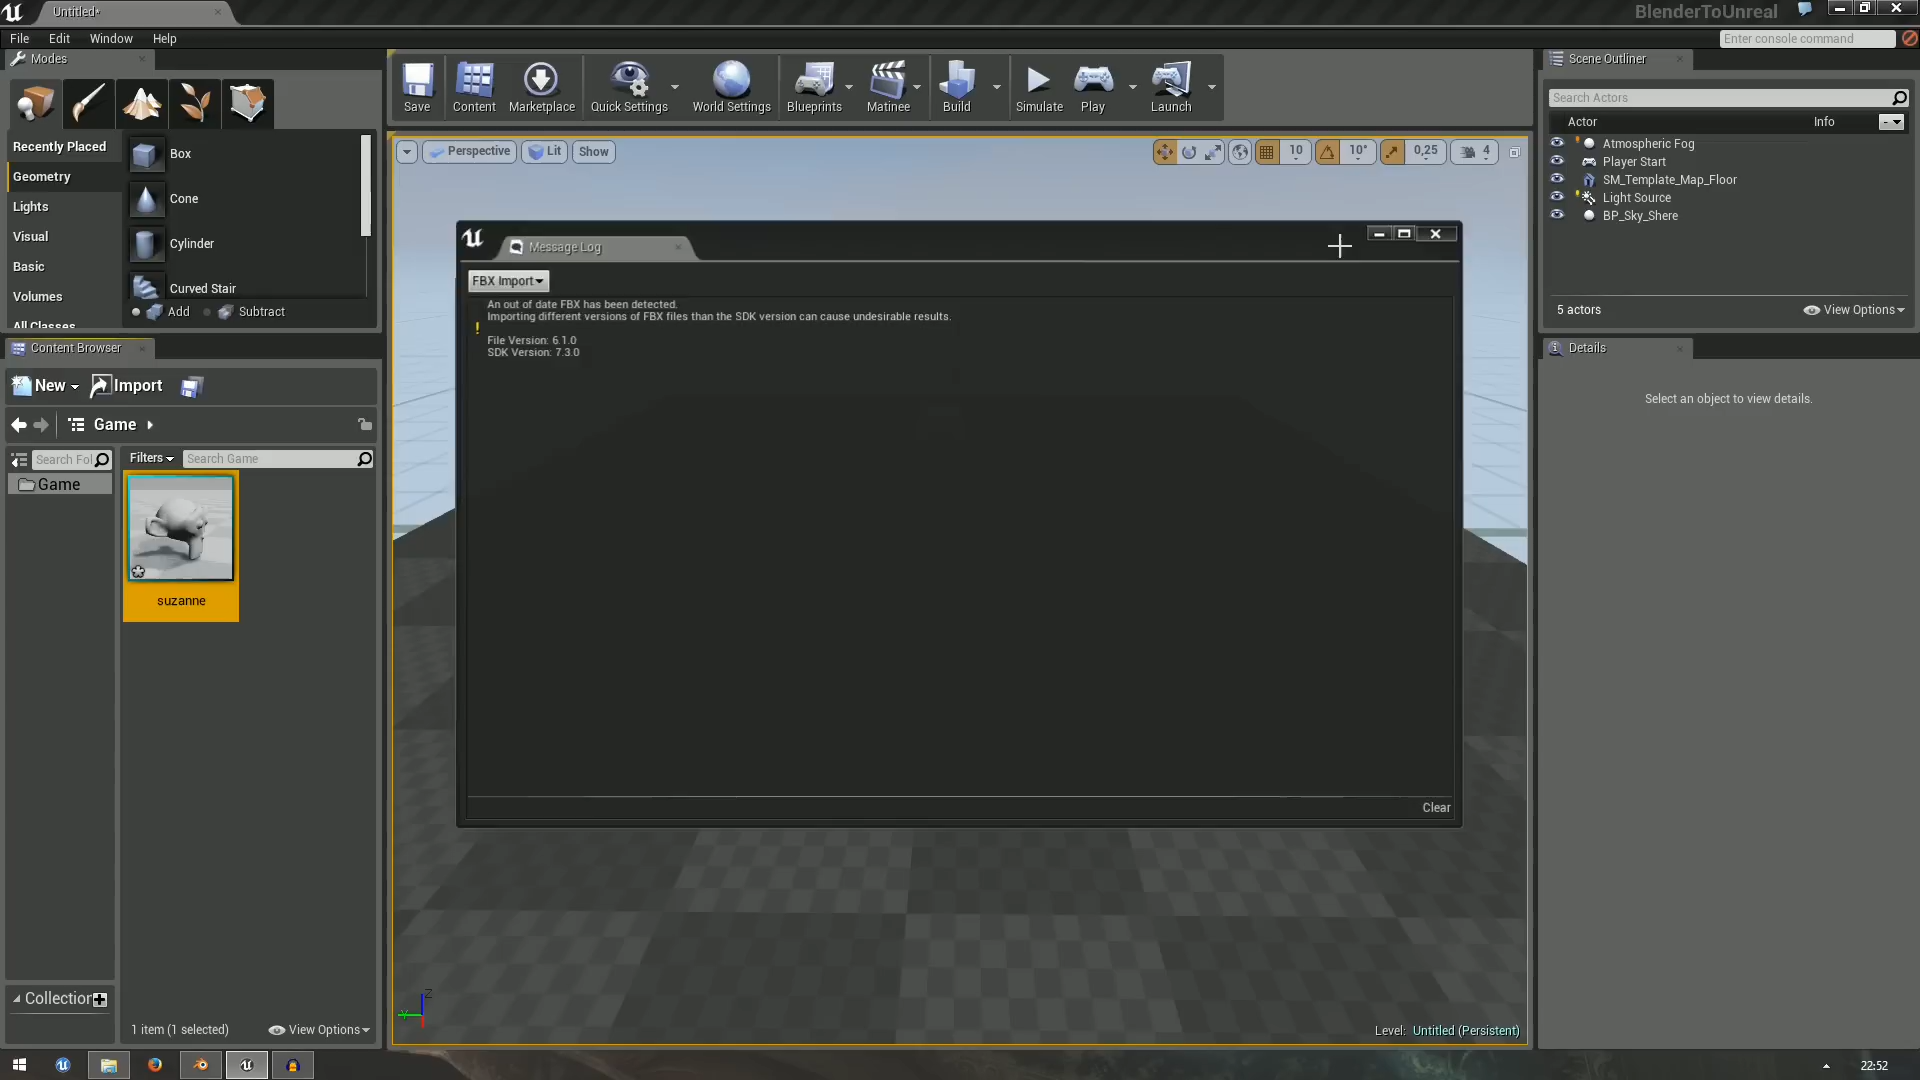 Untitled*
BlenderToUnreal
File Edit Window Help
Enter console command
Modes
Recently Placed
Geometry
Lights
Visual
Basic
Volumes
All Classes
Box
Cone
Cylinder
Curved Stair
Add Subtract
Save Content Marketplace Quick Settings World Settings Blueprints Matinee Build Simulate Play Launch
Perspective Lit Show
10 10° 0,25 4
Message Log
FBX Import
An out of date FBX has been detected.
Importing different versions of FBX files than the SDK version can cause undesirable results.
!
File Version: 6.1.0
SDK Version: 7.3.0
Clear
Content Browser
New Import
Game
Search Fol
Filters Search Game
Game
suzanne
Collection
1 item (1 selected) View Options
Z
Y
Level: Untitled (Persistent)
Scene Outliner
Search Actors
Actor Info
Atmospheric Fog
Player Start
SM_Template_Map_Floor
Light Source
BP_Sky_Shere
5 actors View Options
Details
Select an object to view details.
22:52